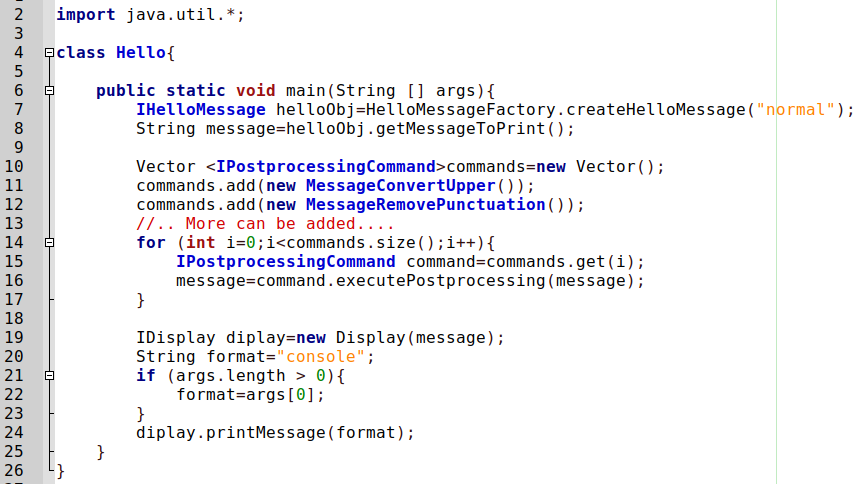 2 import java.util.*;
3
4 class Hello{
5
6     public static void main(String [] args){
7         IHelloMessage helloObj=HelloMessageFactory.createHelloMessage("normal");
8         String message=helloObj.getMessageToPrint();
9
10         Vector <IPostprocessingCommand>commands=new Vector();
11         commands.add(new MessageConvertUpper());
12         commands.add(new MessageRemovePunctuation());
13         //.. More can be added....
14         for (int i=0;i<commands.size();i++){
15             IPostprocessingCommand command=commands.get(i);
16             message=command.executePostprocessing(message);
17         }
18
19         IDisplay diplay=new Display(message);
20         String format="console";
21         if (args.length > 0){
22             format=args[0];
23         }
24         diplay.printMessage(format);
25     }
26 }